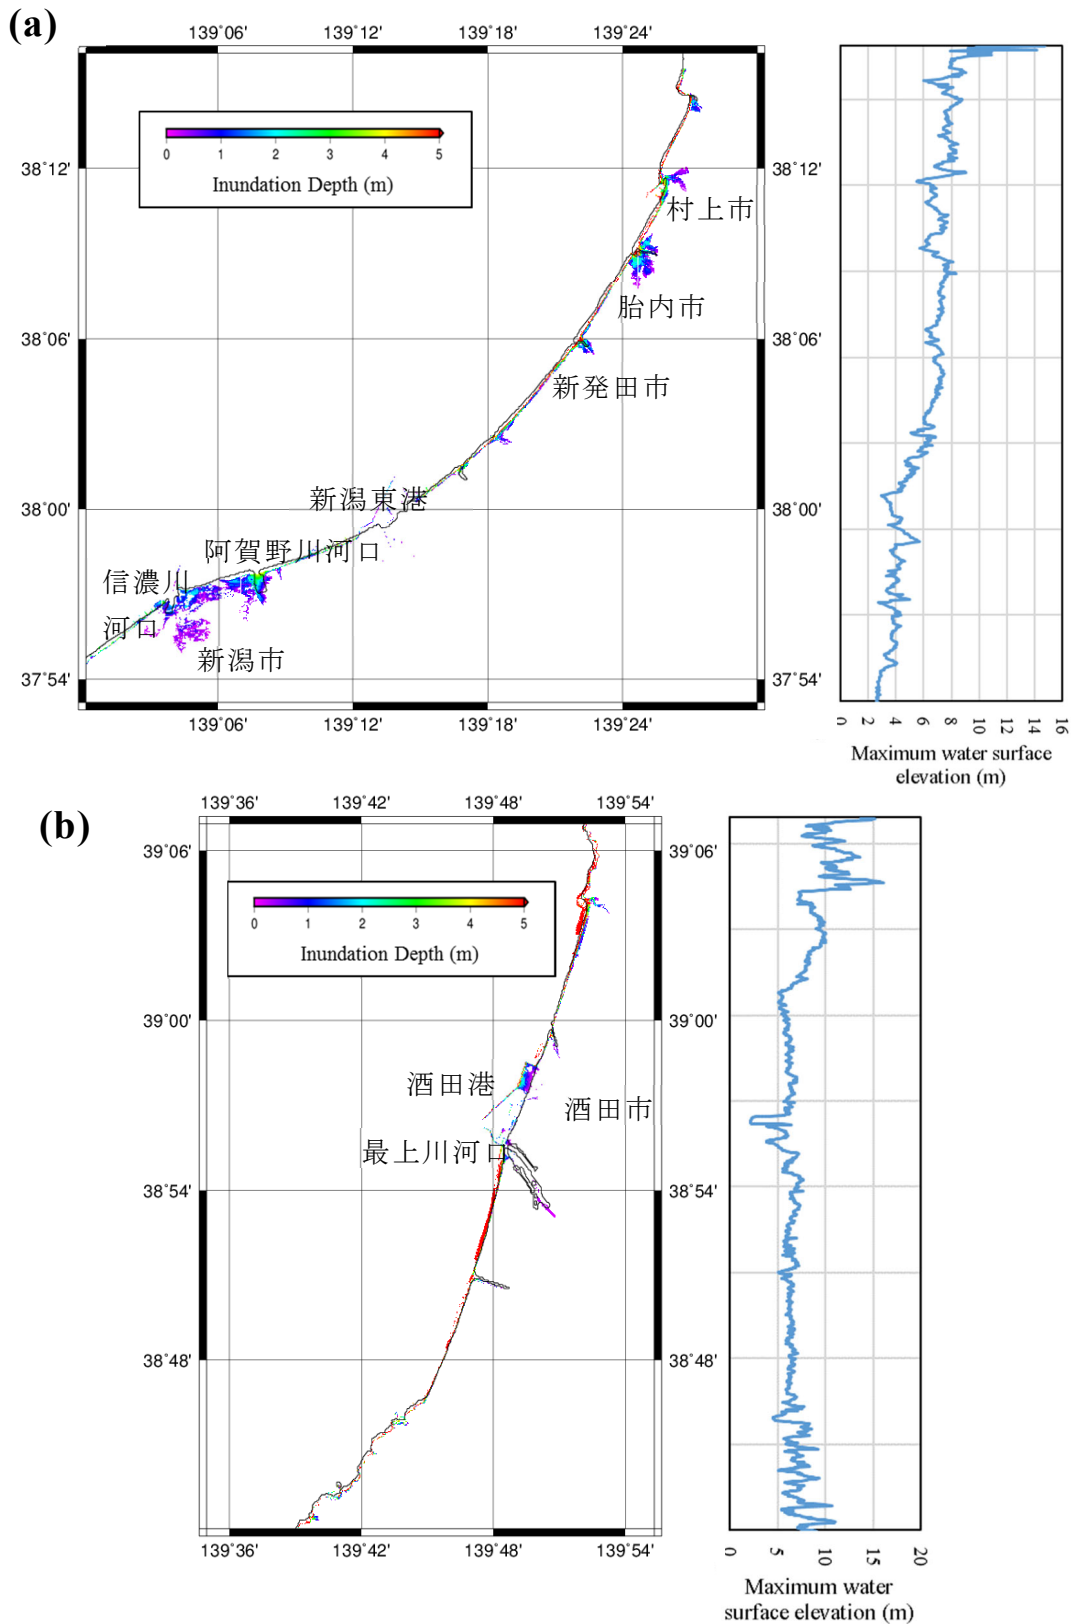 (a)
139°06' 139°12' 139°18' 139°24'
0 1 2 3 4 5
Inundation Depth (m)
38°12' 38°12'
村上市
胎内市
38°06' 38°06'
新発田市
新潟東港
38°00' 38°00'
阿賀野川河口
信濃川
河口
新潟市
37°54' 37°54'
139°06' 139°12' 139°18' 139°24'
0 2 4 6 8 10 12 14 16
Maximum water surface
elevation (m)
(b)
139°36' 139°42' 139°48' 139°54'
39°06' 39°06'
0 1 2 3 4 5
Inundation Depth (m)
39°00' 39°00'
酒田港
酒田市
最上川河口
38°54' 38°54'
38°48' 38°48'
139°36' 139°42' 139°48' 139°54'
0 5 10 15 20
Maximum water
surface elevation (m)